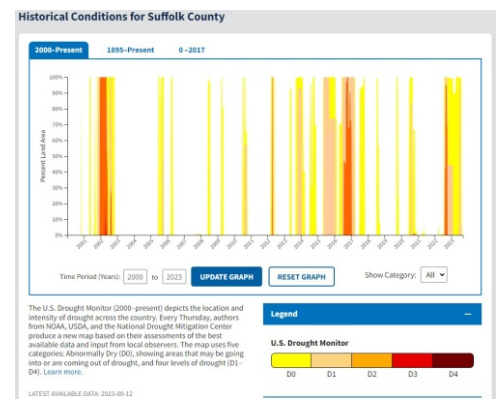 Historical Conditions for Suffolk County
2000–Present 1895–Present 0 –2017
100%
90%
80%
70%
60%
50%
40%
30%
20%
10%
0%
Percent Land Area
2001 2002 2003 2004 2005 2006 2007 2008 2009 2010 2011 2012 2013 2014 2015 2016 2017 2018 2019 2020 2021 2022 2023
Time Period (Years): 2000 to 2023 UPDATE GRAPH RESET GRAPH Show Category: All
The U.S. Drought Monitor (2000–present) depicts the location and
intensity of drought across the country. Every Thursday, authors
from NOAA, USDA, and the National Drought Mitigation Center
produce a new map based on their assessments of the best
available data and input from local observers. The map uses five
categories: Abnormally Dry (D0), showing areas that may be going
into or are coming out of drought, and four levels of drought (D1–
D4). Learn more.
LATEST AVAILABLE DATA: 2023-09-12
Legend
U.S. Drought Monitor
D0 D1 D2 D3 D4